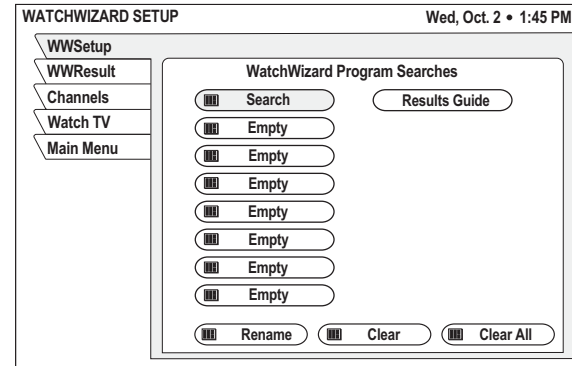 WATCHWIZARD SETUP Wed, Oct. 2 • 1:45 PM
WWSetup
WWResult
Channels
Watch TV
Main Menu
WatchWizard Program Searches
Search Results Guide
Empty
Empty
Empty
Empty
Empty
Empty
Empty
Rename Clear Clear All